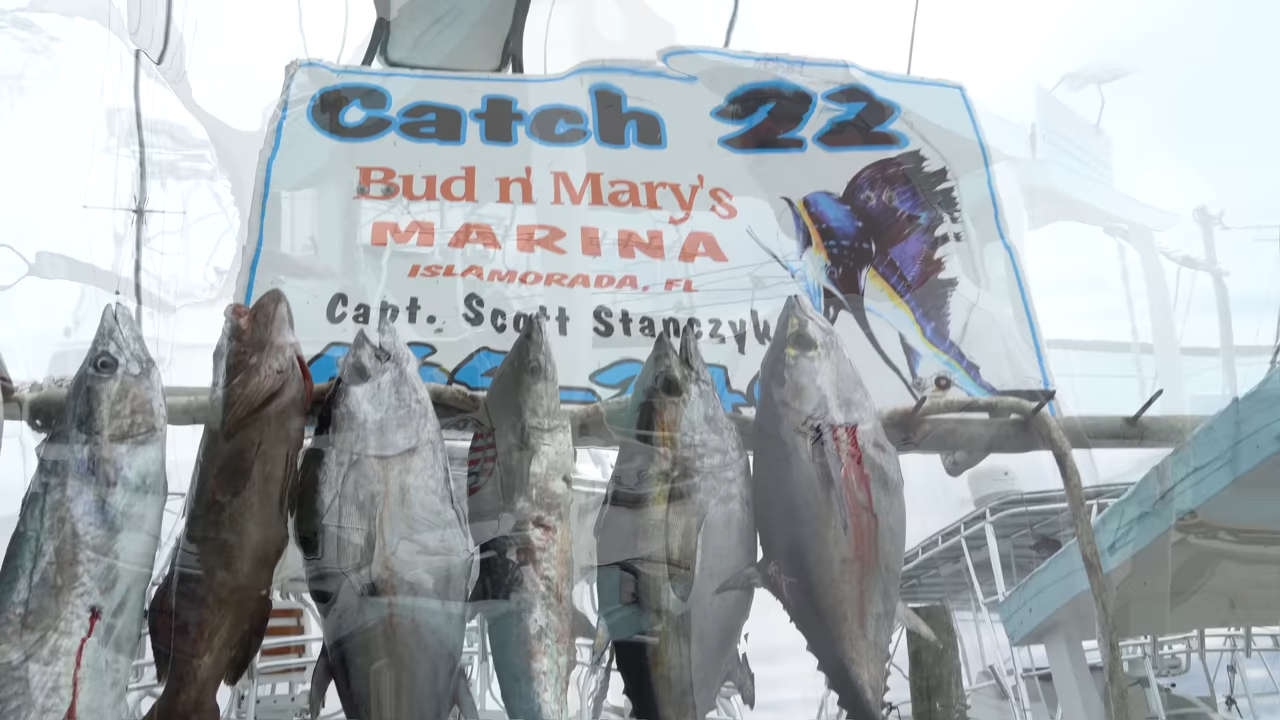 Catch 22
Bud n' Mary's
MARINA
ISLAMORADA, FL
Capt. Scott Stanczyk